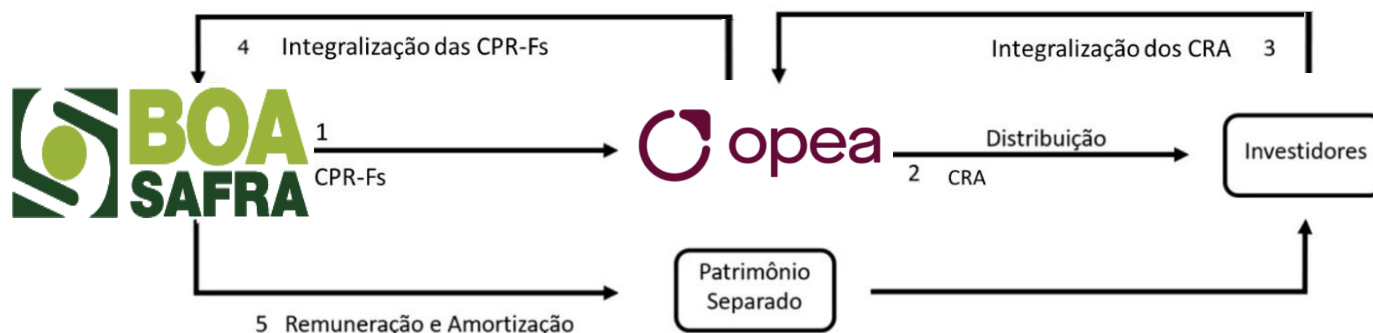 4 Integralização das CPR-Fs
Integralização dos CRA 3
BOA
SAFRA
1
CPR-Fs
opea
Distribuição
2 CRA
Investidores
Patrimônio
Separado
5 Remuneração e Amortização